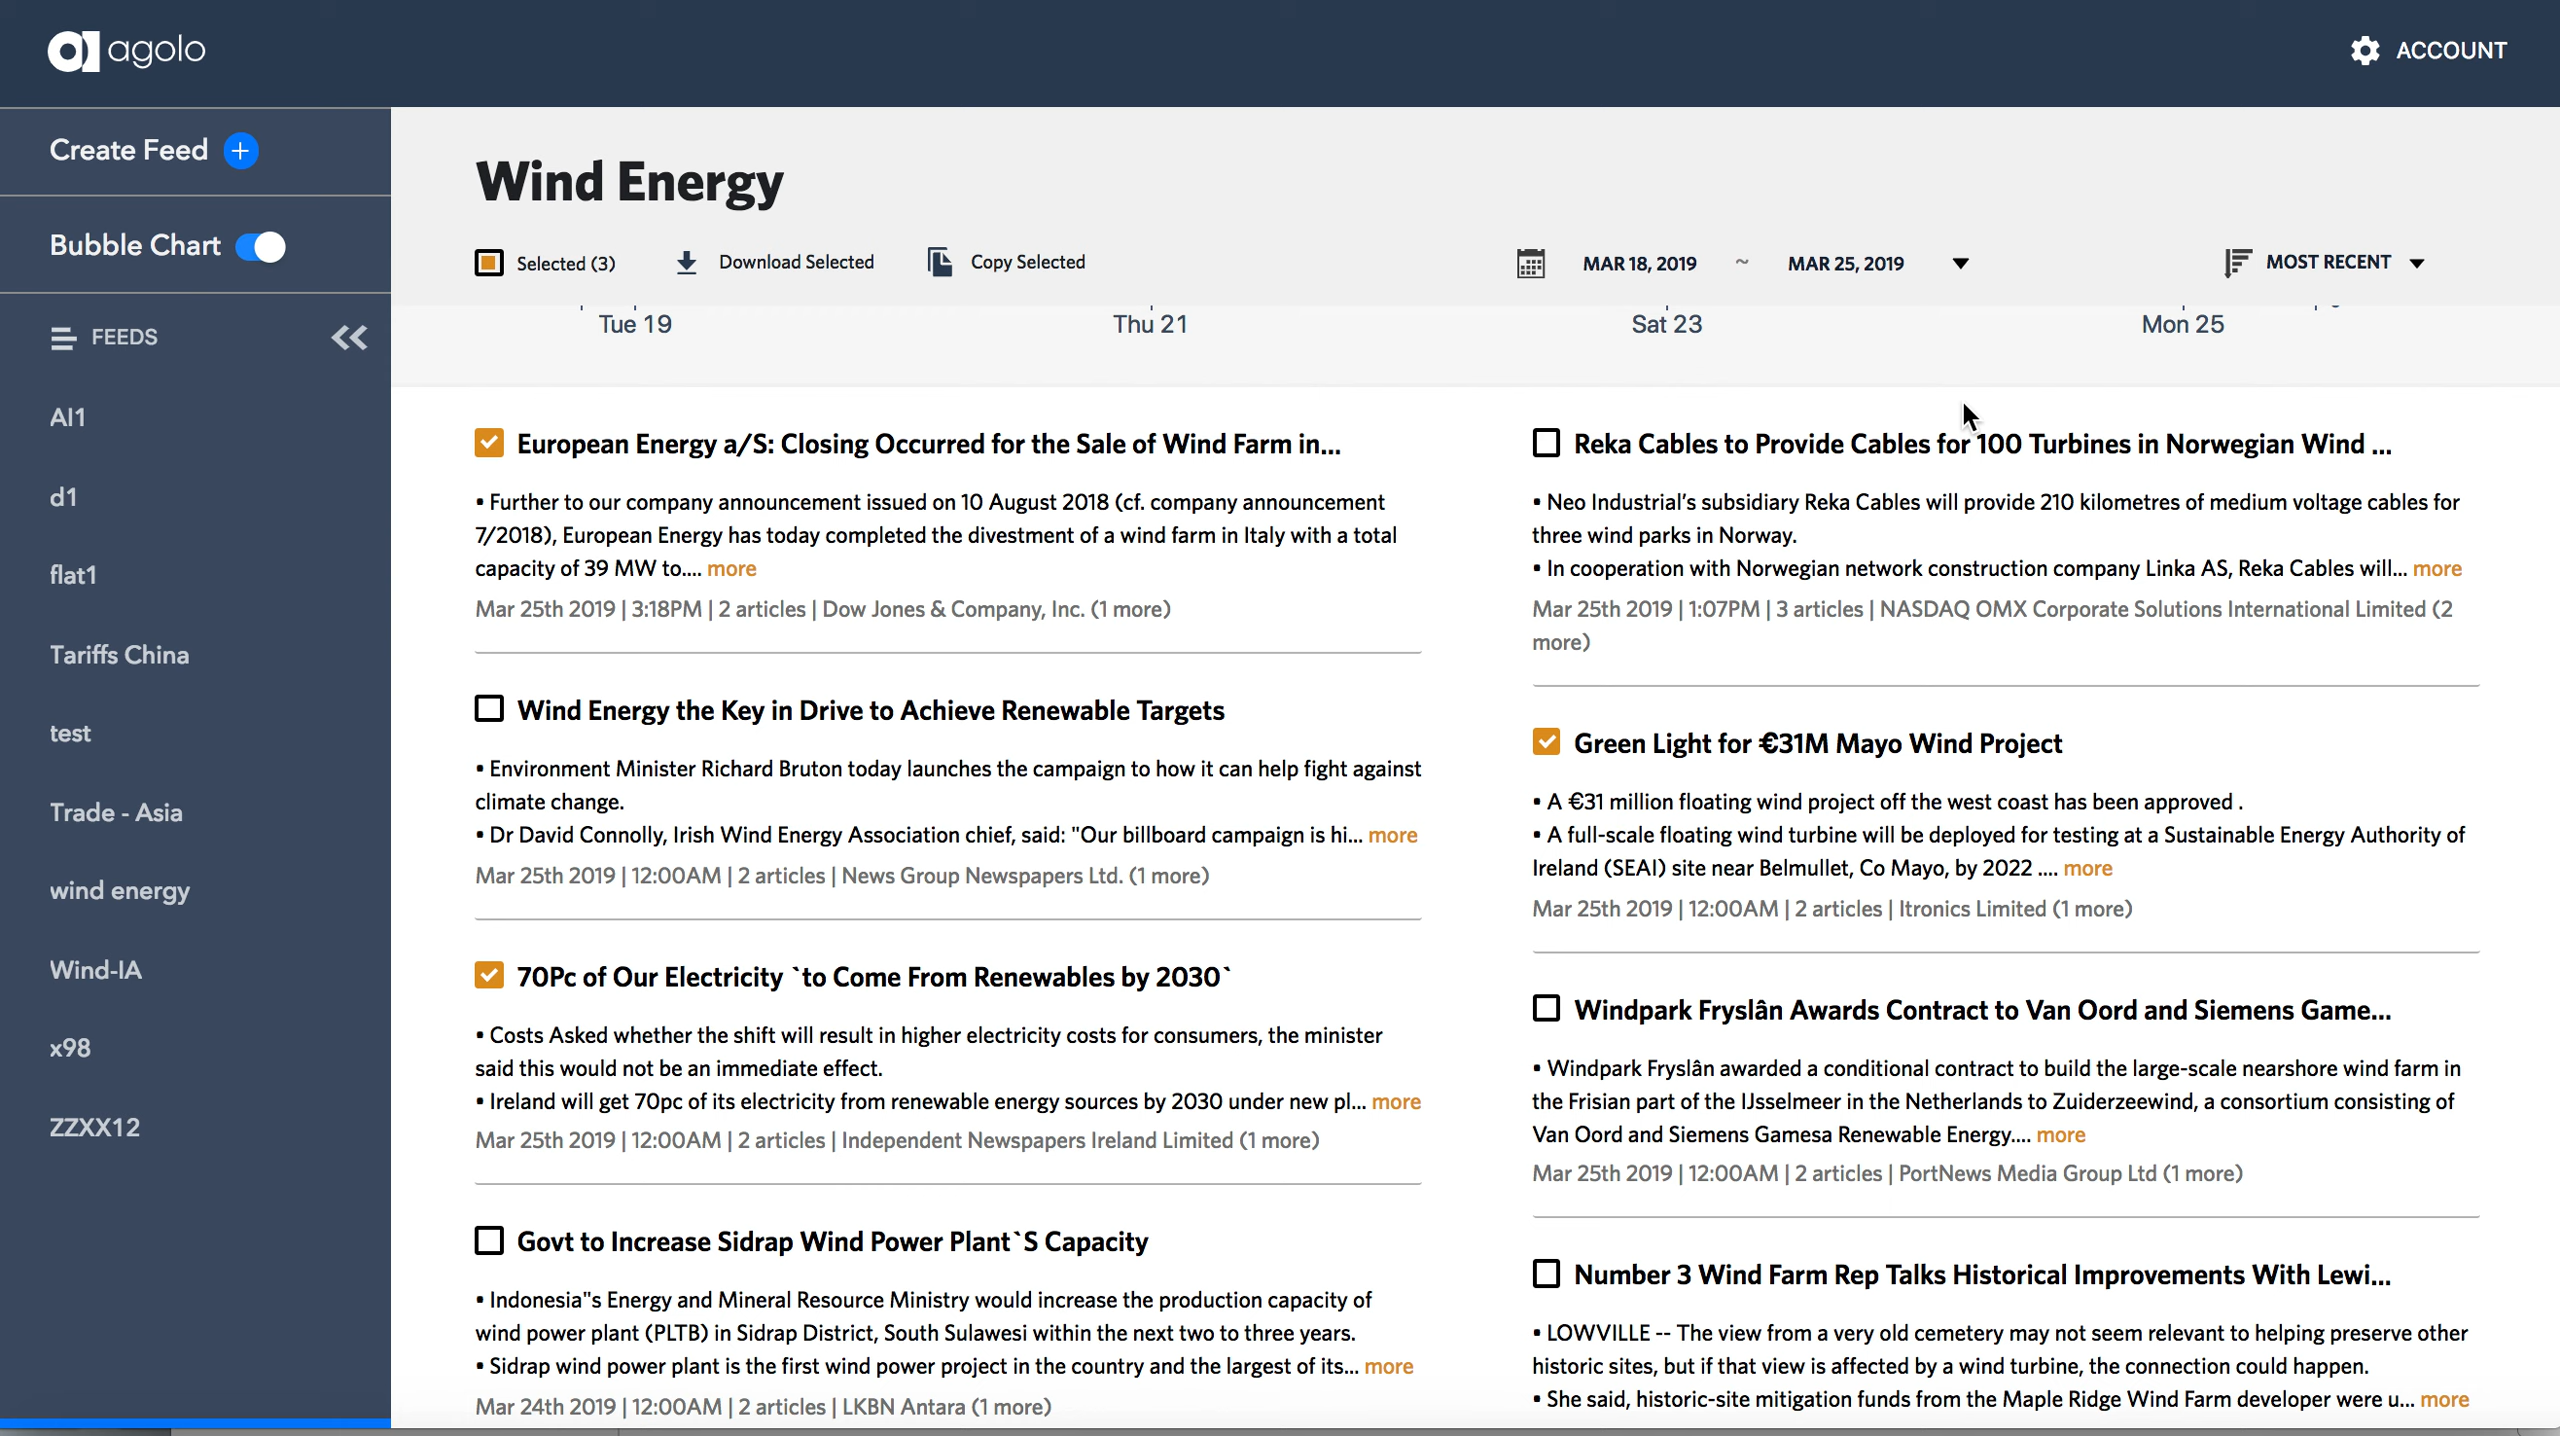 agolo
ACCOUNT
Create Feed
Bubble Chart
FEEDS
AI1
d1
flat1
Tariffs China
test
Trade - Asia
wind energy
Wind-IA
x98
ZZXX12
Wind Energy
Selected (3)
Download Selected
Copy Selected
MAR 18, 2019 ~ MAR 25, 2019
MOST RECENT
Tue 19
Thu 21
Sat 23
Mon 25
European Energy a/S: Closing Occurred for the Sale of Wind Farm in...
• Further to our company announcement issued on 10 August 2018 (cf. company announcement
7/2018), European Energy has today completed the divestment of a wind farm in Italy with a total
capacity of 39 MW to.... more
Mar 25th 2019 | 3:18PM | 2 articles | Dow Jones & Company, Inc. (1 more)
Wind Energy the Key in Drive to Achieve Renewable Targets
• Environment Minister Richard Bruton today launches the campaign to how it can help fight against
climate change.
• Dr David Connolly, Irish Wind Energy Association chief, said: "Our billboard campaign is hi... more
Mar 25th 2019 | 12:00AM | 2 articles | News Group Newspapers Ltd. (1 more)
70Pc of Our Electricity `to Come From Renewables by 2030`
• Costs Asked whether the shift will result in higher electricity costs for consumers, the minister
said this would not be an immediate effect.
• Ireland will get 70pc of its electricity from renewable energy sources by 2030 under new pl... more
Mar 25th 2019 | 12:00AM | 2 articles | Independent Newspapers Ireland Limited (1 more)
Govt to Increase Sidrap Wind Power Plant`S Capacity
• Indonesia"s Energy and Mineral Resource Ministry would increase the production capacity of
wind power plant (PLTB) in Sidrap District, South Sulawesi within the next two to three years.
• Sidrap wind power plant is the first wind power project in the country and the largest of its... more
Mar 24th 2019 | 12:00AM | 2 articles | LKBN Antara (1 more)
Reka Cables to Provide Cables for 100 Turbines in Norwegian Wind ...
• Neo Industrial's subsidiary Reka Cables will provide 210 kilometres of medium voltage cables for
three wind parks in Norway.
• In cooperation with Norwegian network construction company Linka AS, Reka Cables will... more
Mar 25th 2019 | 1:07PM | 3 articles | NASDAQ OMX Corporate Solutions International Limited (2
more)
Green Light for €31M Mayo Wind Project
• A €31 million floating wind project off the west coast has been approved .
• A full-scale floating wind turbine will be deployed for testing at a Sustainable Energy Authority of
Ireland (SEAI) site near Belmullet, Co Mayo, by 2022 .... more
Mar 25th 2019 | 12:00AM | 2 articles | Itronics Limited (1 more)
Windpark Fryslân Awards Contract to Van Oord and Siemens Game...
• Windpark Fryslân awarded a conditional contract to build the large-scale nearshore wind farm in
the Frisian part of the IJsselmeer in the Netherlands to Zuiderzeewind, a consortium consisting of
Van Oord and Siemens Gamesa Renewable Energy.... more
Mar 25th 2019 | 12:00AM | 2 articles | PortNews Media Group Ltd (1 more)
Number 3 Wind Farm Rep Talks Historical Improvements With Lewi...
• LOWVILLE -- The view from a very old cemetery may not seem relevant to helping preserve other
historic sites, but if that view is affected by a wind turbine, the connection could happen.
• She said, historic-site mitigation funds from the Maple Ridge Wind Farm developer were u... more